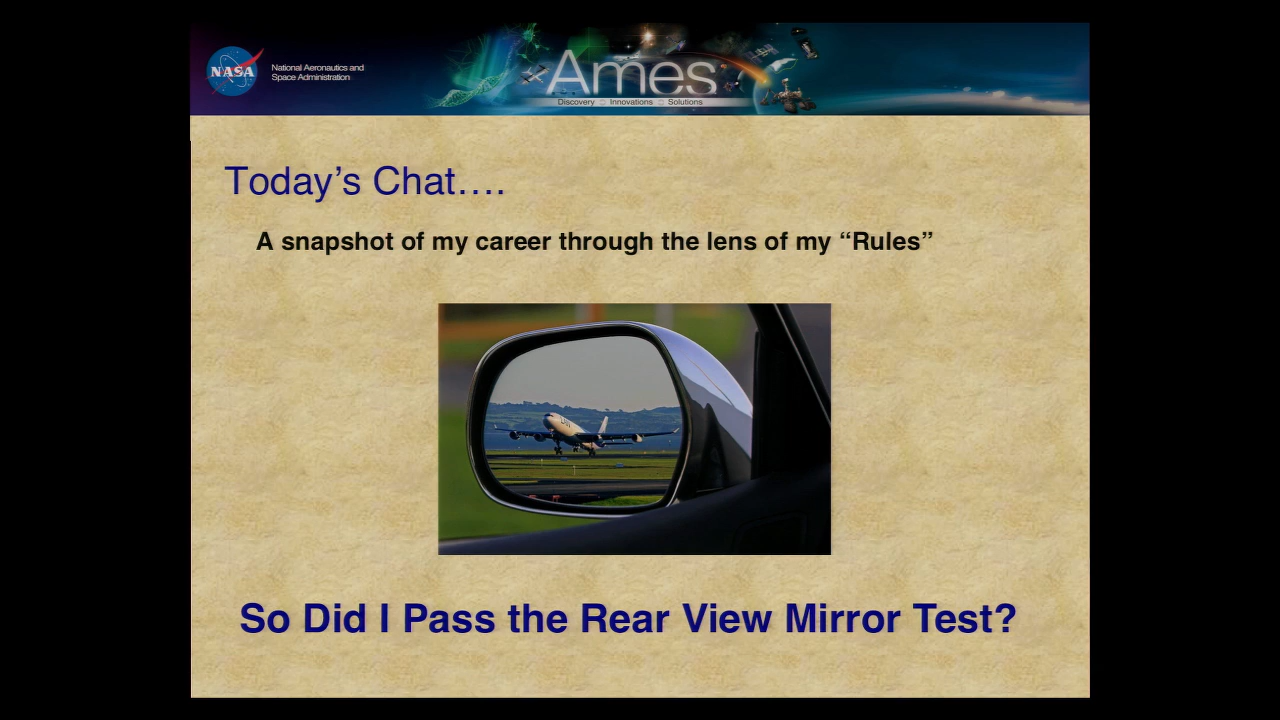 NASA
National Aeronautics and
Space Administration
Ames
Discovery :: Innovations :: Solutions
Today’s Chat….
A snapshot of my career through the lens of my “Rules”
So Did I Pass the Rear View Mirror Test?